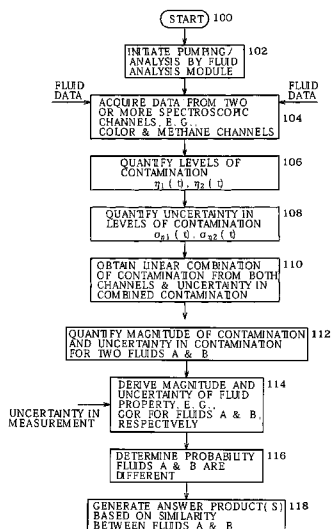 START 100
INITIATE PUMPING/ 102
ANALYSIS BY FLUID
ANALYSIS MODULE
FLUID
DATA
FLUID
DATA
ACQUIRE DATA FROM TWO
OR MORE SPECTROSCOPIC
CHANNELS, E. G.,
COLOR & METHANE CHANNELS
104
QUANTIFY LEVELS OF 106
CONTAMINATION
η1 (t), η2 (t)
QUANTIFY UNCERTAINTY IN 108
LEVELS OF CONTAMINATION
ση1 (t), ση2 (t)
OBTAIN LINEAR COMBINATION 110
OF CONTAMINATION FROM BOTH
CHANNELS & UNCERTAINTY IN
COMBINED CONTAMINATION
QUANTIFY MAGNITUDE OF CONTAMINATION 112
AND UNCERTAINTY IN CONTAMINATION
FOR TWO FLUIDS A & B
DERIVE MAGNITUDE AND 114
UNCERTAINTY OF FLUID
PROPERTY, E. G.,
GOR FOR FLUIDS A & B,
RESPECTIVELY
UNCERTAINTY IN
MEASUREMENT
DETERMINE PROBABILITY 116
FLUIDS A & B ARE
DIFFERENT
GENERATE ANSWER PRODUCT(S) 118
BASED ON SIMILARITY
BETWEEN FLUIDS A & B